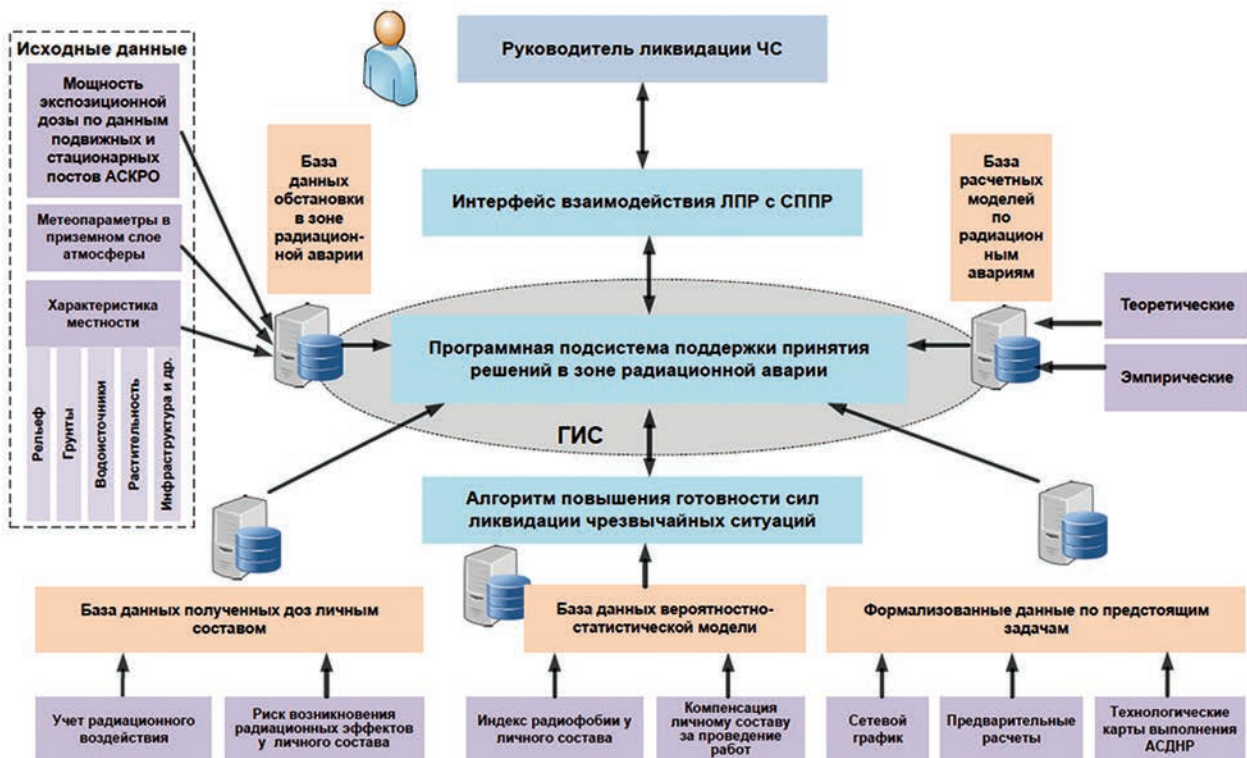 Исходные данные
Мощность
экспозиционной
дозы по данным
подвижных и
стационарных
постов АСКРО
Метеопараметры в
приземном слое
атмосферы
Характеристика
местности
Рельеф
Грунты
Водоисточники
Растительность
Инфраструктура и др.
Руководитель ликвидации ЧС
База
данных
обстановки
в зоне
радиацион-
ной аварии
Интерфейс взаимодействия ЛПР с СППР
База
расчетных
моделей
по
радиацион
ным
авариям
Теоретические
Эмпирические
Программная подсистема поддержки принятия
решений в зоне радиационной аварии
ГИС
Алгоритм повышения готовности сил
ликвидации чрезвычайных ситуаций
База данных полученных доз личным
составом
База данных вероятностно-
статистической модели
Формализованные данные по предстоящим
задачам
Учет радиационного
воздействия
Риск возникновения
радиационных эффектов
у личного состава
Индекс радиофобии у
личного состава
Компенсация
личному составу
за проведение
работ
Сетевой
график
Предварительные
расчеты
Технологические
карты выполнения
АСДНР